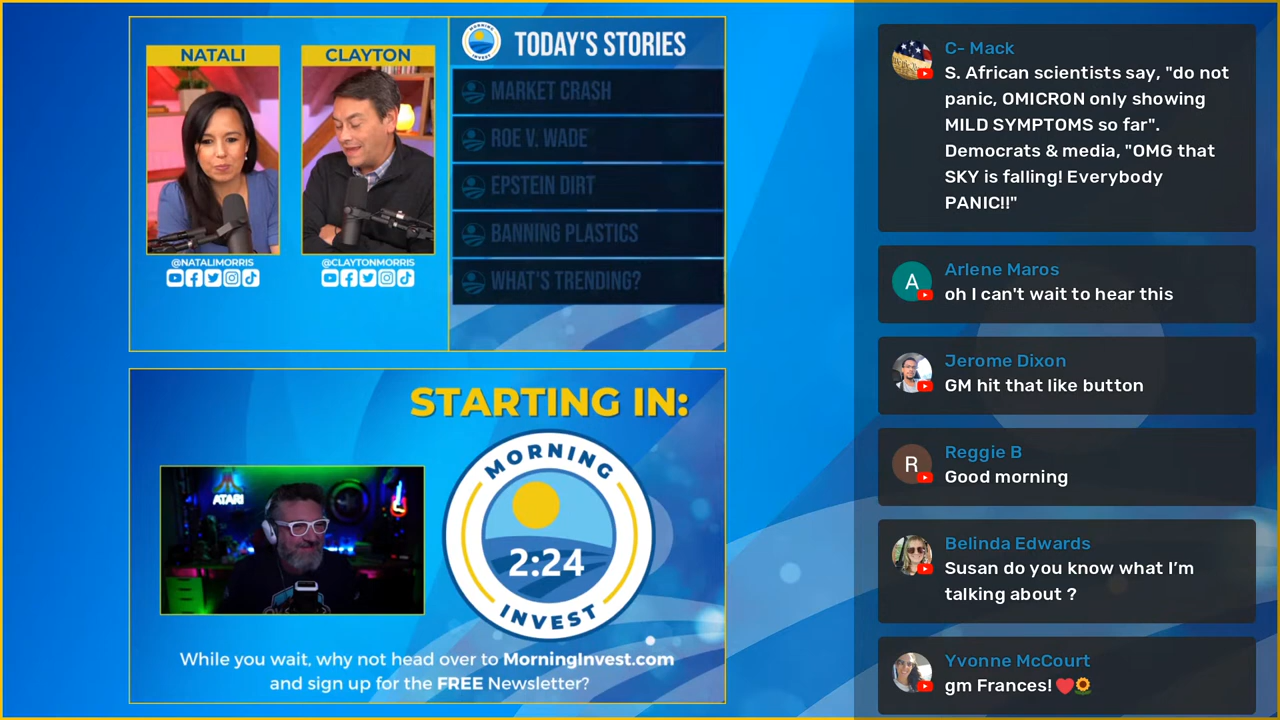 NATALI
CLAYTON
@NATALIMORRIS
@CLAYTONMORRIS
MORNING
INVEST
TODAY'S STORIES
MARKET CRASH
ROE V. WADE
EPSTEIN DIRT
BANNING PLASTICS
WHAT'S TRENDING?
STARTING IN:
ATARI
MORNING
2:24
INVEST
While you wait, why not head over to MorningInvest.com
and sign up for the FREE Newsletter?
C- Mack
S. African scientists say, "do not
panic, OMICRON only showing
MILD SYMPTOMS so far".
Democrats & media, "OMG that
SKY is falling! Everybody
PANIC!!"
A
Arlene Maros
oh I can't wait to hear this
Jerome Dixon
GM hit that like button
R
Reggie B
Good morning
Belinda Edwards
Susan do you know what I’m
talking about ?
Yvonne McCourt
gm Frances! ❤️🌻